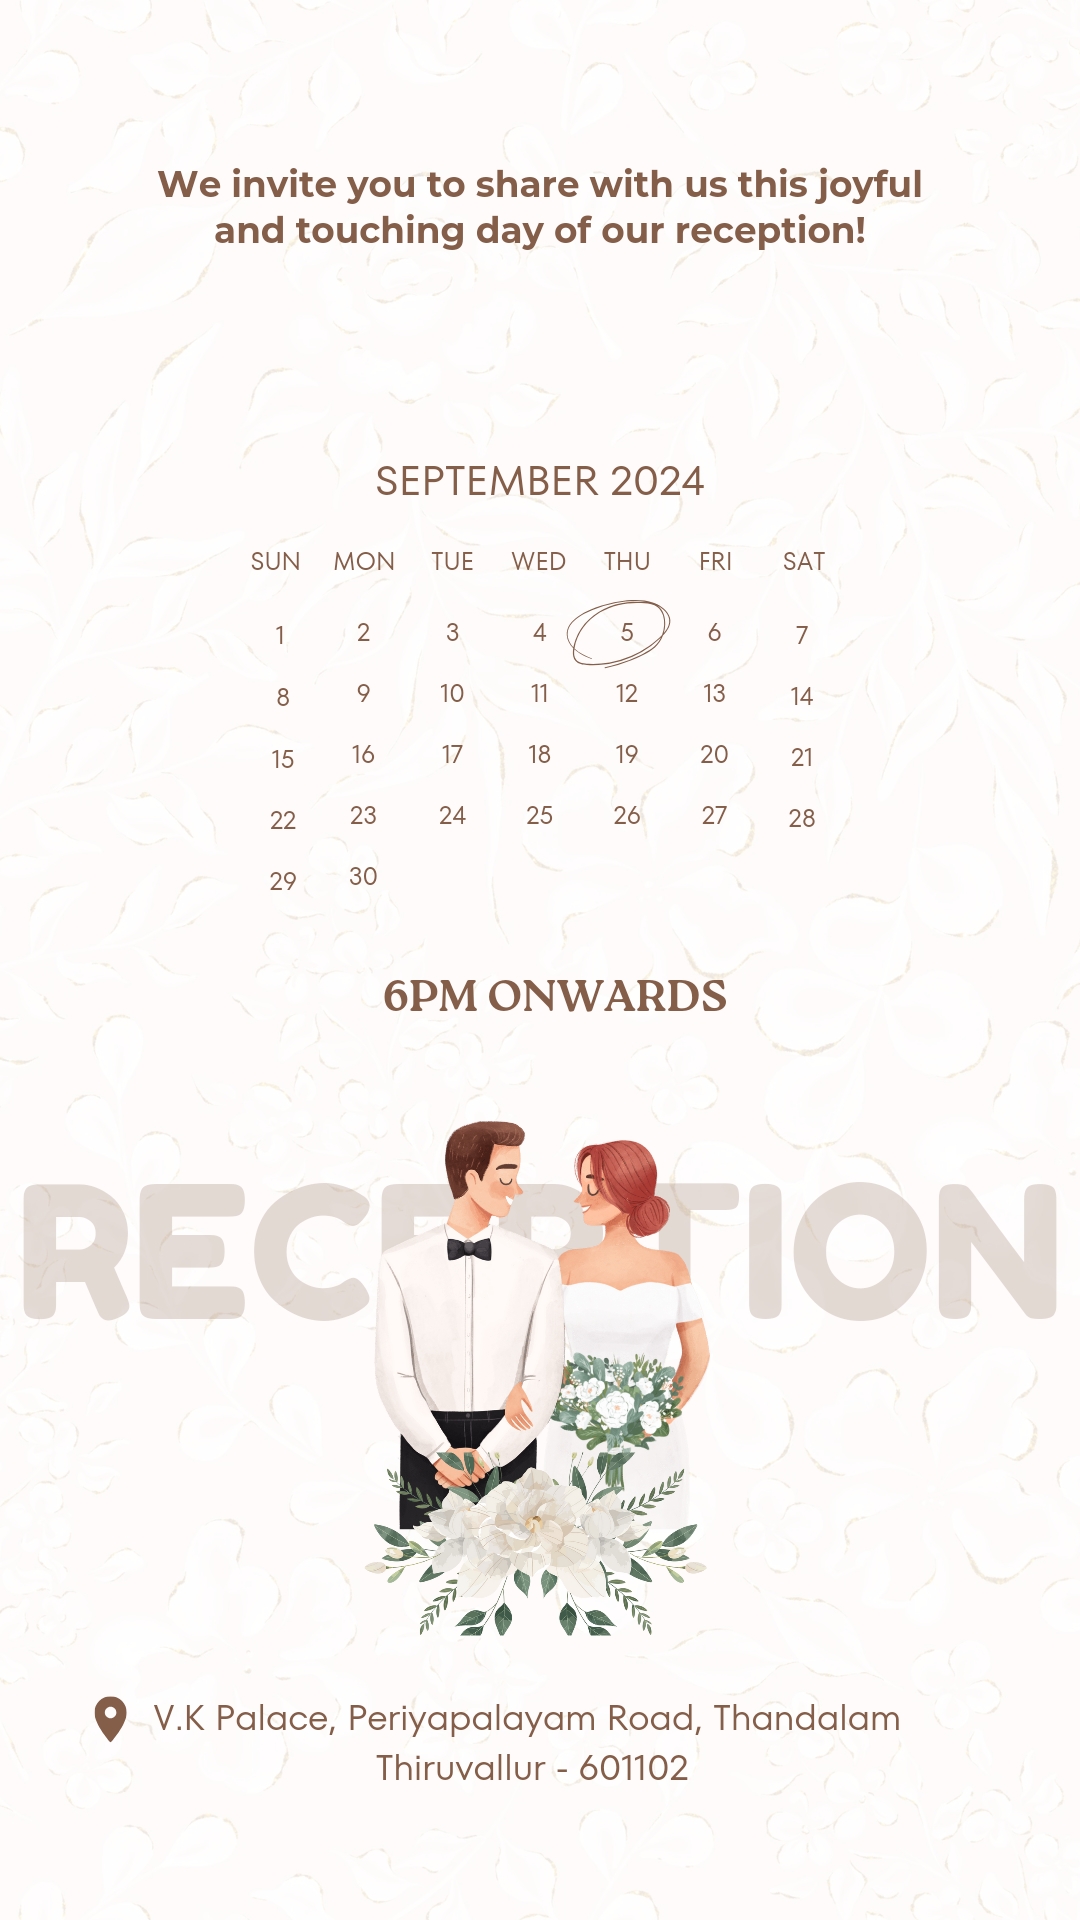 We invite you to share with us this joyful
and touching day of our reception!
SEPTEMBER 2024
SUN MON TUE WED THU FRI SAT
1 2 3 4 5 6 7
8 9 10 11 12 13 14
15 16 17 18 19 20 21
22 23 24 25 26 27 28
29 30
6PM ONWARDS
RECEPTION
V.K Palace, Periyapalayam Road, Thandalam
Thiruvallur - 601102